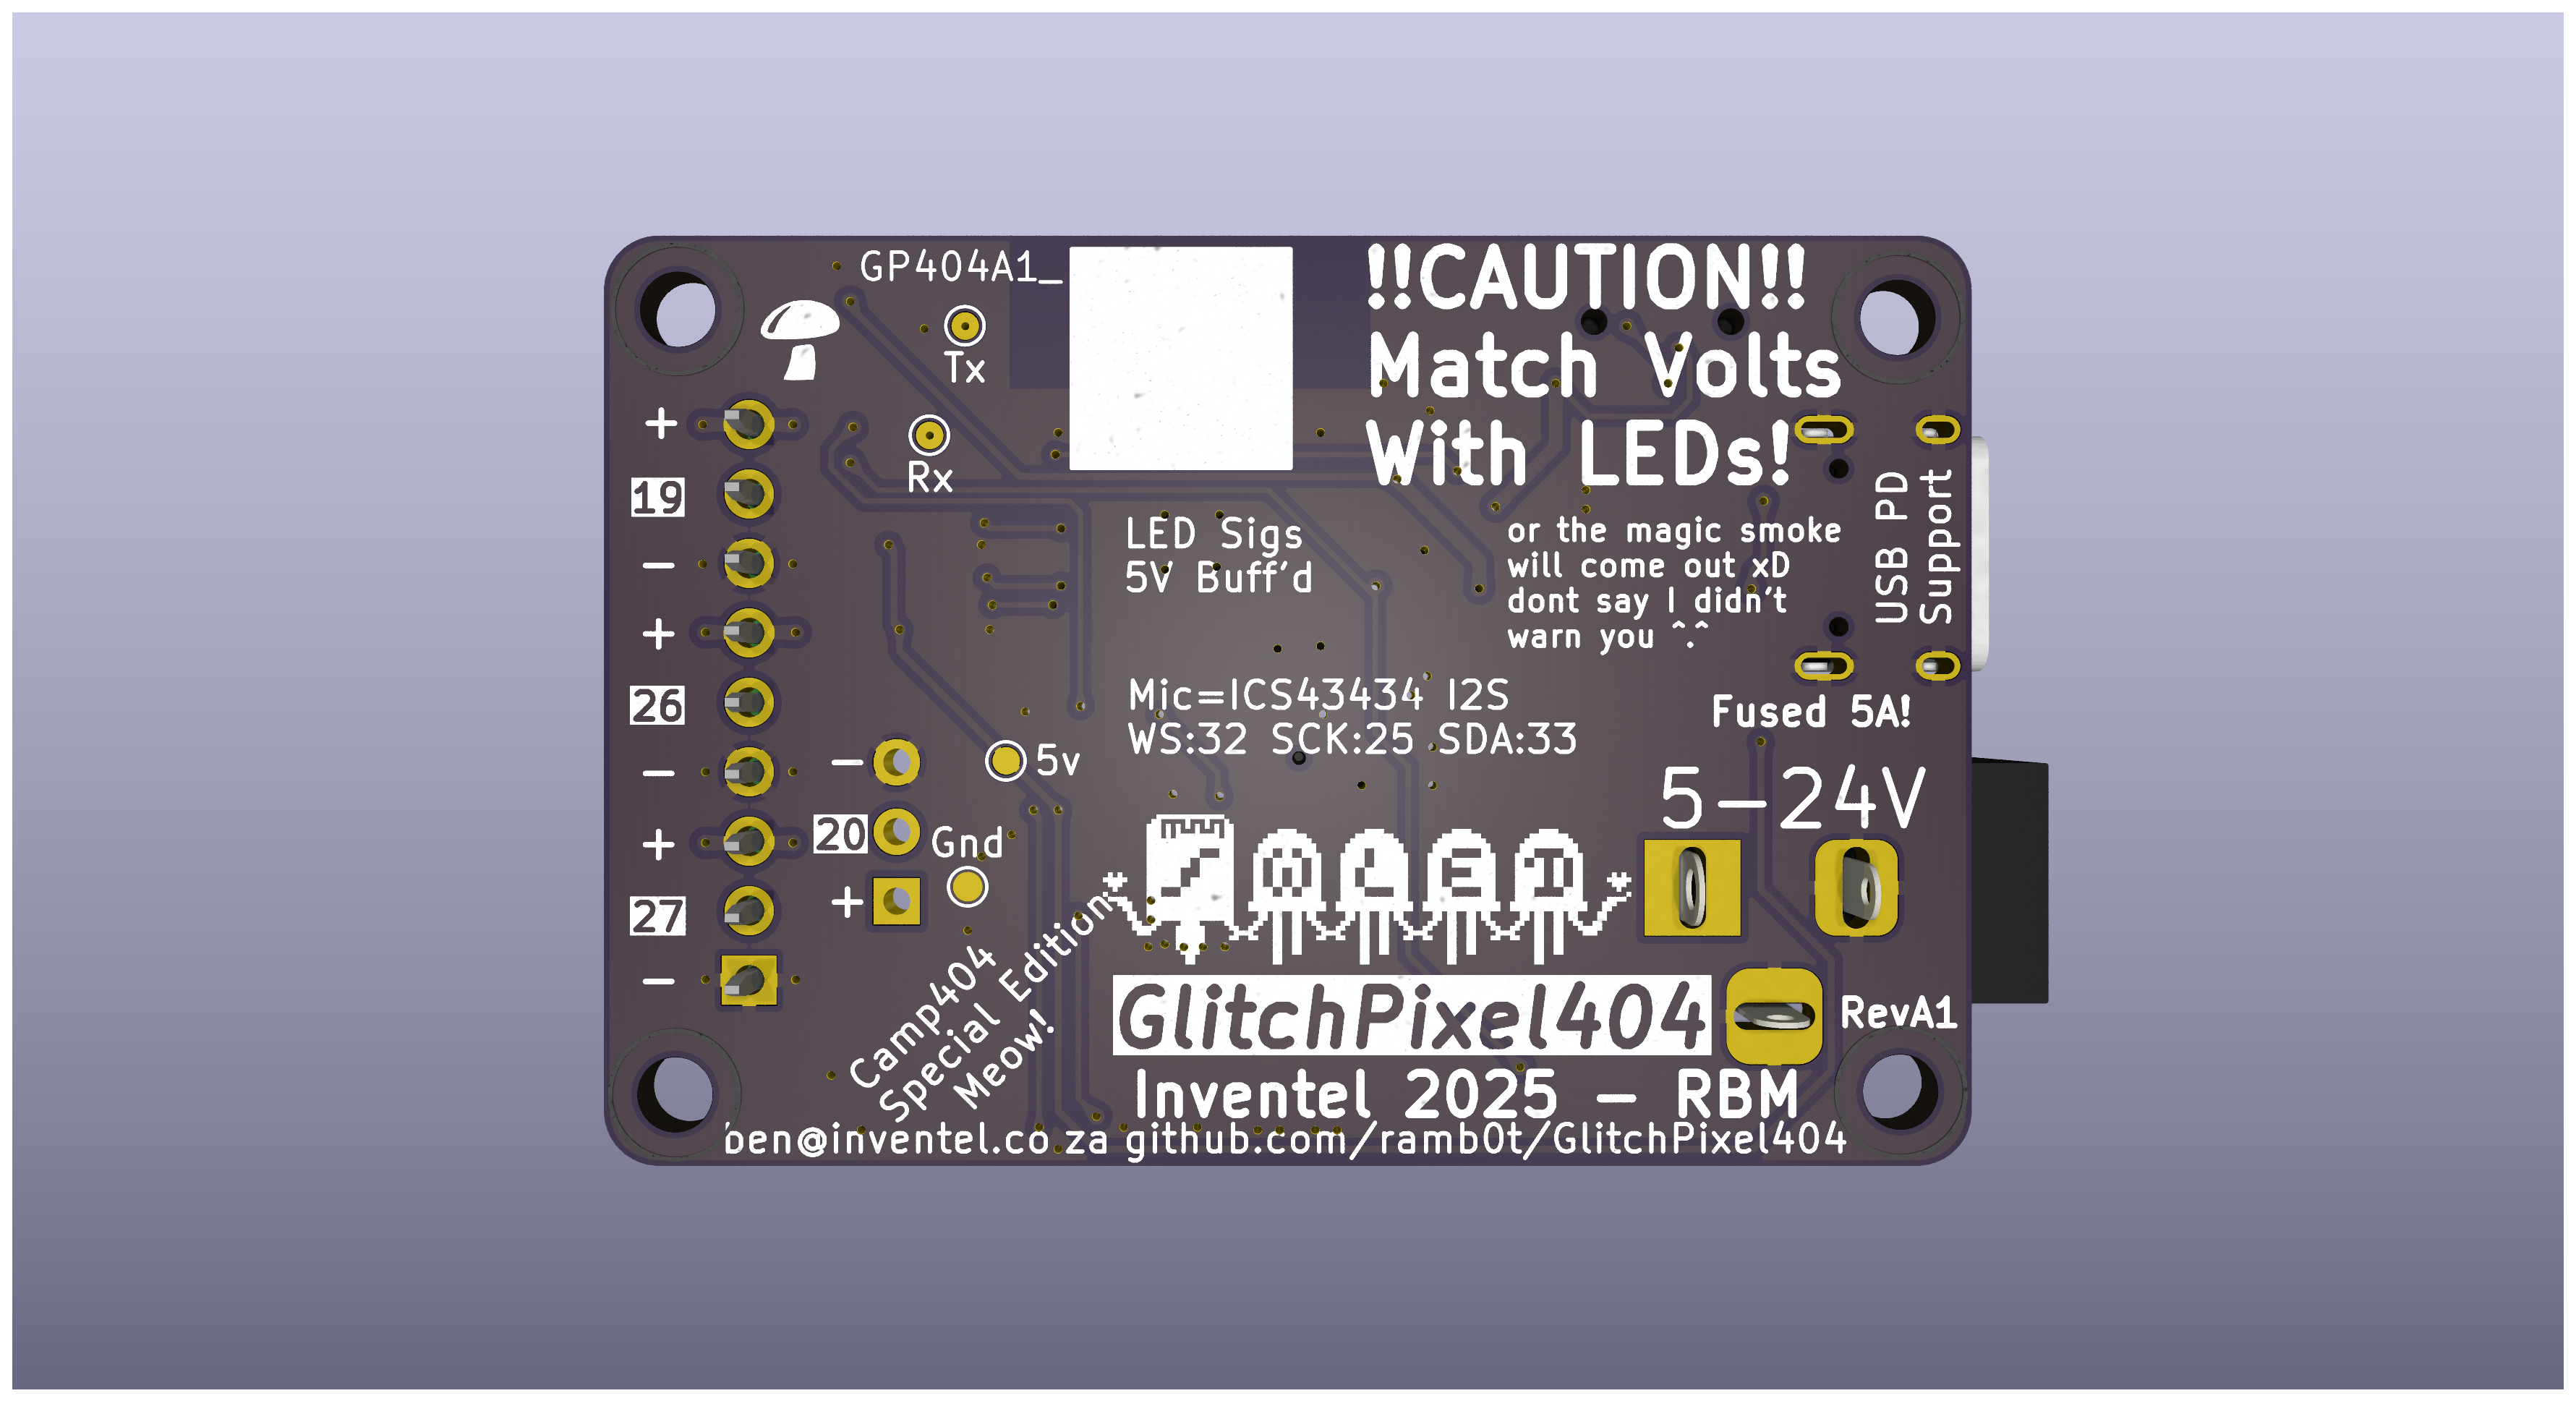 GP404A1_
!!CAUTION!!
Match Volts
With LEDs!
or the magic smoke
will come out xD
dont say I didn't
warn you ^.^
Tx
Rx
LED Sigs
5V Buff'd
USB PD
Support
Mic=ICS43434 I2S
WS:32 SCK:25 SDA:33
Fused 5A!
5-24V
+
19
-
+
26
-
+
27
-
-
20
+
5v
Gnd
WLED
Camp404
Special Edition
Meow!
GlitchPixel404
RevA1
Inventel 2025 - RBM
ben@inventel.co za github.com/ramb0t/GlitchPixel404